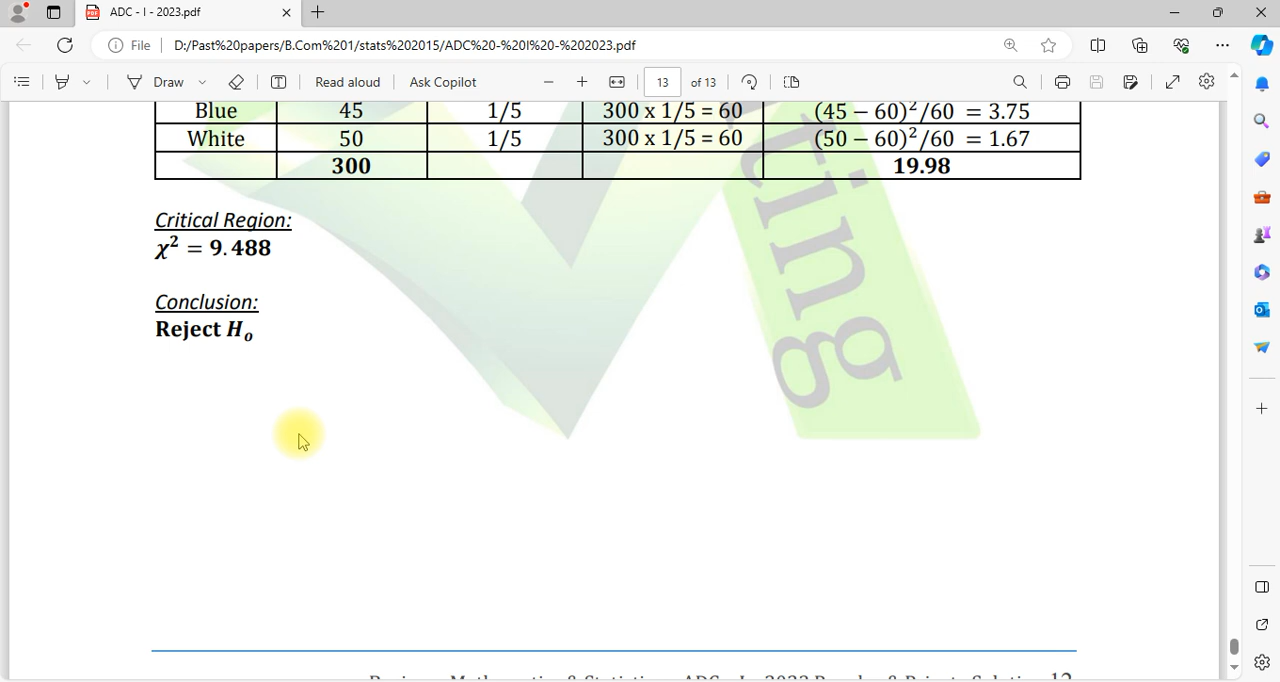 ADC - I - 2023.pdf
File D:/Past%20papers/B.Com%201/stats%202015/ADC%20-%20I%20-%202023.pdf
Draw Read aloud Ask Copilot 13 of 13
Blue 45 1/5 300 x 1/5 = 60 (45 − 60)²/60 = 3.75
White 50 1/5 300 x 1/5 = 60 (50 − 60)²/60 = 1.67
300 19.98
Critical Region:
χ² = 9.488
Conclusion:
Reject Hₒ
ting